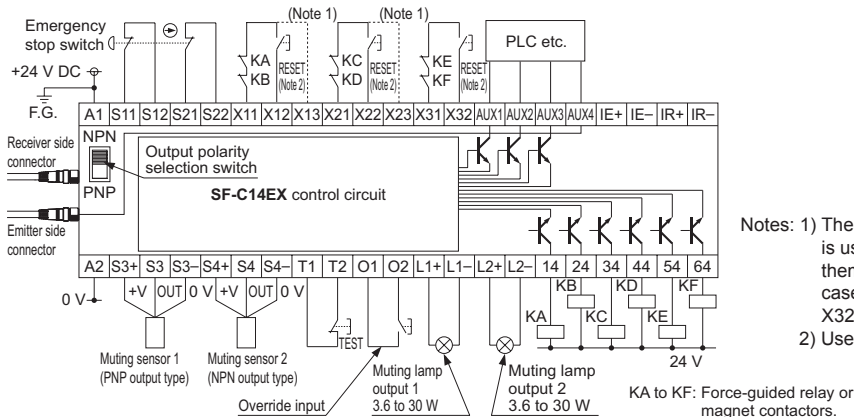 (Note 1) (Note 1)
Emergency
stop switch
PLC etc.
+24 V DC
KA KC KE
KB KD KF
RESET RESET RESET
(Note 2) (Note 2) (Note 2)
F.G.
A1 S11 S12 S21 S22 X11 X12 X13 X21 X22 X23 X31 X32 AUX1 AUX2 AUX3 AUX4 IE+ IE– IR+ IR–
Receiver side
connector
NPN
PNP
Output polarity
selection switch
SF-C14EX control circuit
Emitter side
connector
A2 S3+ S3 S3– S4+ S4 S4– T1 T2 O1 O2 L1+ L1– L2+ L2– 14 24 34 44 54 64
0 V
+V OUT 0 V +V OUT 0 V
KB KD KF
KA KC KE
24 V
TEST
Muting sensor 1
(PNP output type)
Muting sensor 2
(NPN output type)
Override input
Muting lamp
output 1
3.6 to 30 W
Muting lamp
output 2
3.6 to 30 W
KA to KF: Force-guided relay or
magnet contactors.
Notes: 1) The
is us
then
case
X32
2) Use